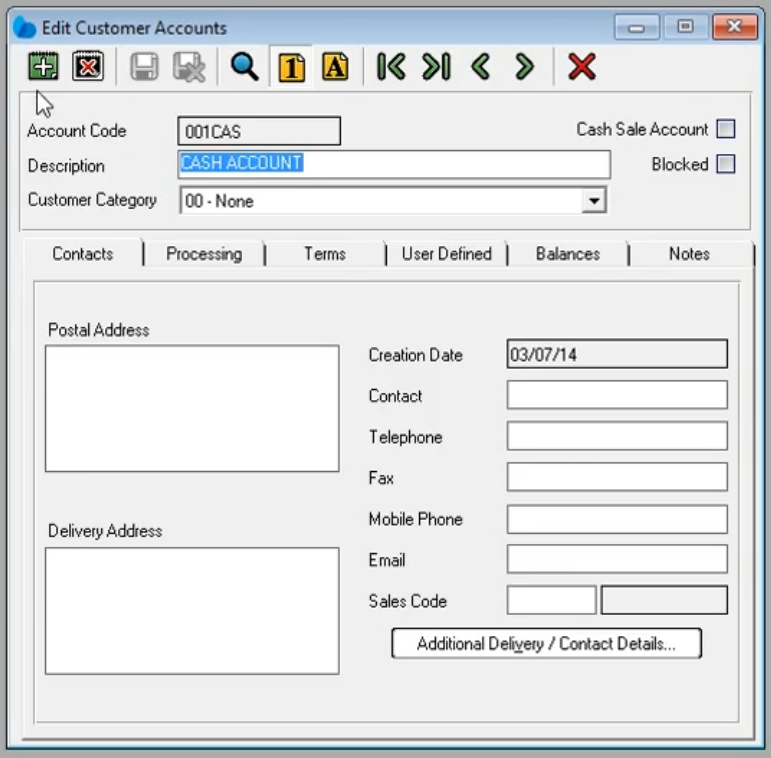 Edit Customer Accounts
1 A
Account Code 001CAS Cash Sale Account
Description CASH ACCOUNT Blocked
Customer Category 00 - None
Contacts Processing Terms User Defined Balances Notes
Postal Address
Creation Date 03/07/14
Contact
Telephone
Fax
Mobile Phone
Delivery Address
Email
Sales Code
Additional Delivery / Contact Details...